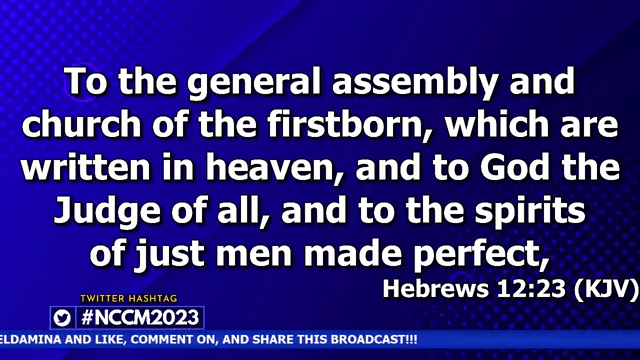 To the general assembly and
church of the firstborn, which are
written in heaven, and to God the
Judge of all, and to the spirits
of just men made perfect,
Hebrews 12:23 (KJV)
TWITTER HASHTAG
#NCCM2023
ELDAMINA AND LIKE, COMMENT ON, AND SHARE THIS BROADCAST!!!